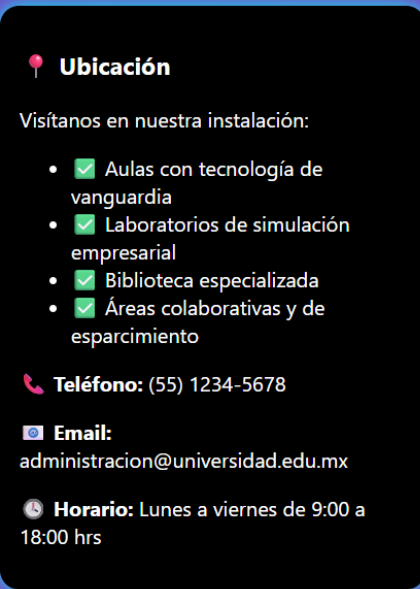 📍 Ubicación
Visítanos en nuestra instalación:
• ✅ Aulas con tecnología de
vanguardia
• ✅ Laboratorios de simulación
empresarial
• ✅ Biblioteca especializada
• ✅ Áreas colaborativas y de
esparcimiento
📞 Teléfono: (55) 1234-5678
📧 Email:
administracion@universidad.edu.mx
🕓 Horario: Lunes a viernes de 9:00 a
18:00 hrs